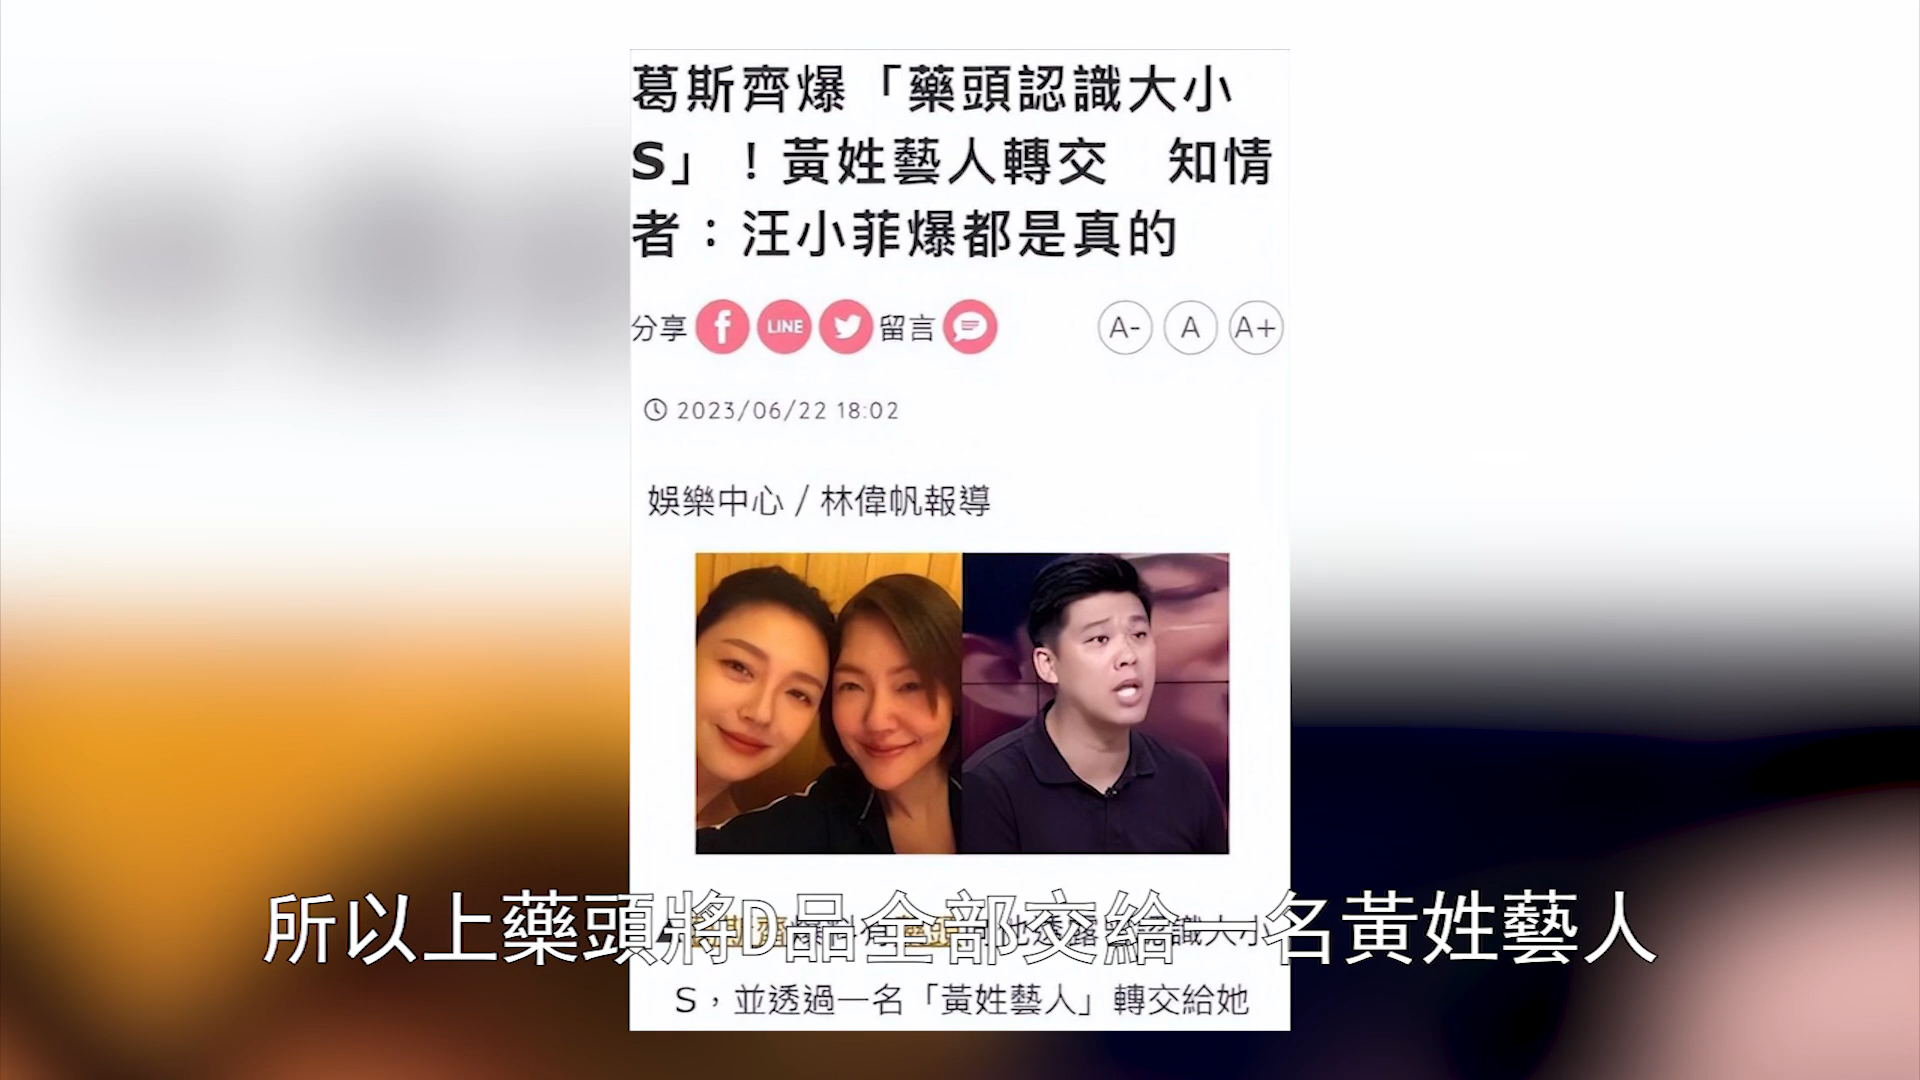 葛斯齊爆「藥頭認識大小
S」！黃姓藝人轉交 知情
者：汪小菲爆都是真的
分享 LINE 留言 A- A A+
2023/06/22 18:02
娛樂中心 / 林偉帆報導
所以上藥頭將D品全部交給一名黃姓藝人
S，並透過一名「黃姓藝人」轉交給她